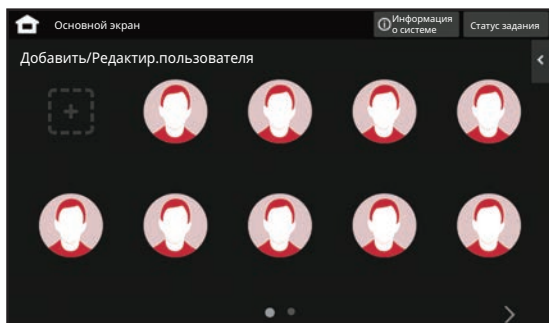 Основной экран
Информация
о системе
Статус задания
Добавить/Редактир.пользователя